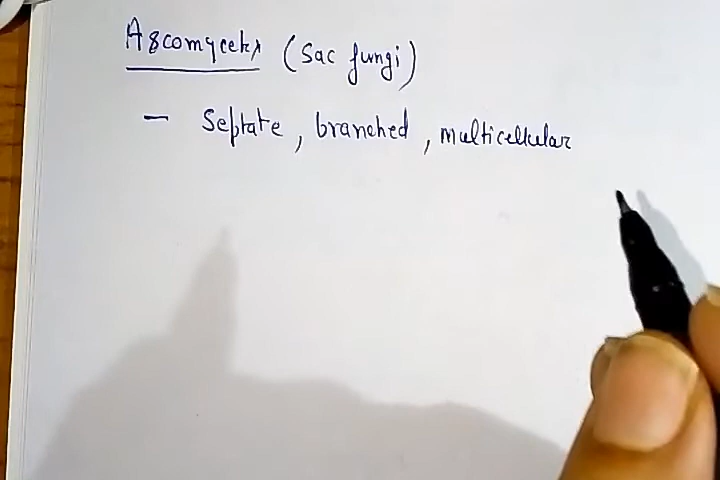 Ascomycetes (Sac fungi)
- Septate, branched, multicellular